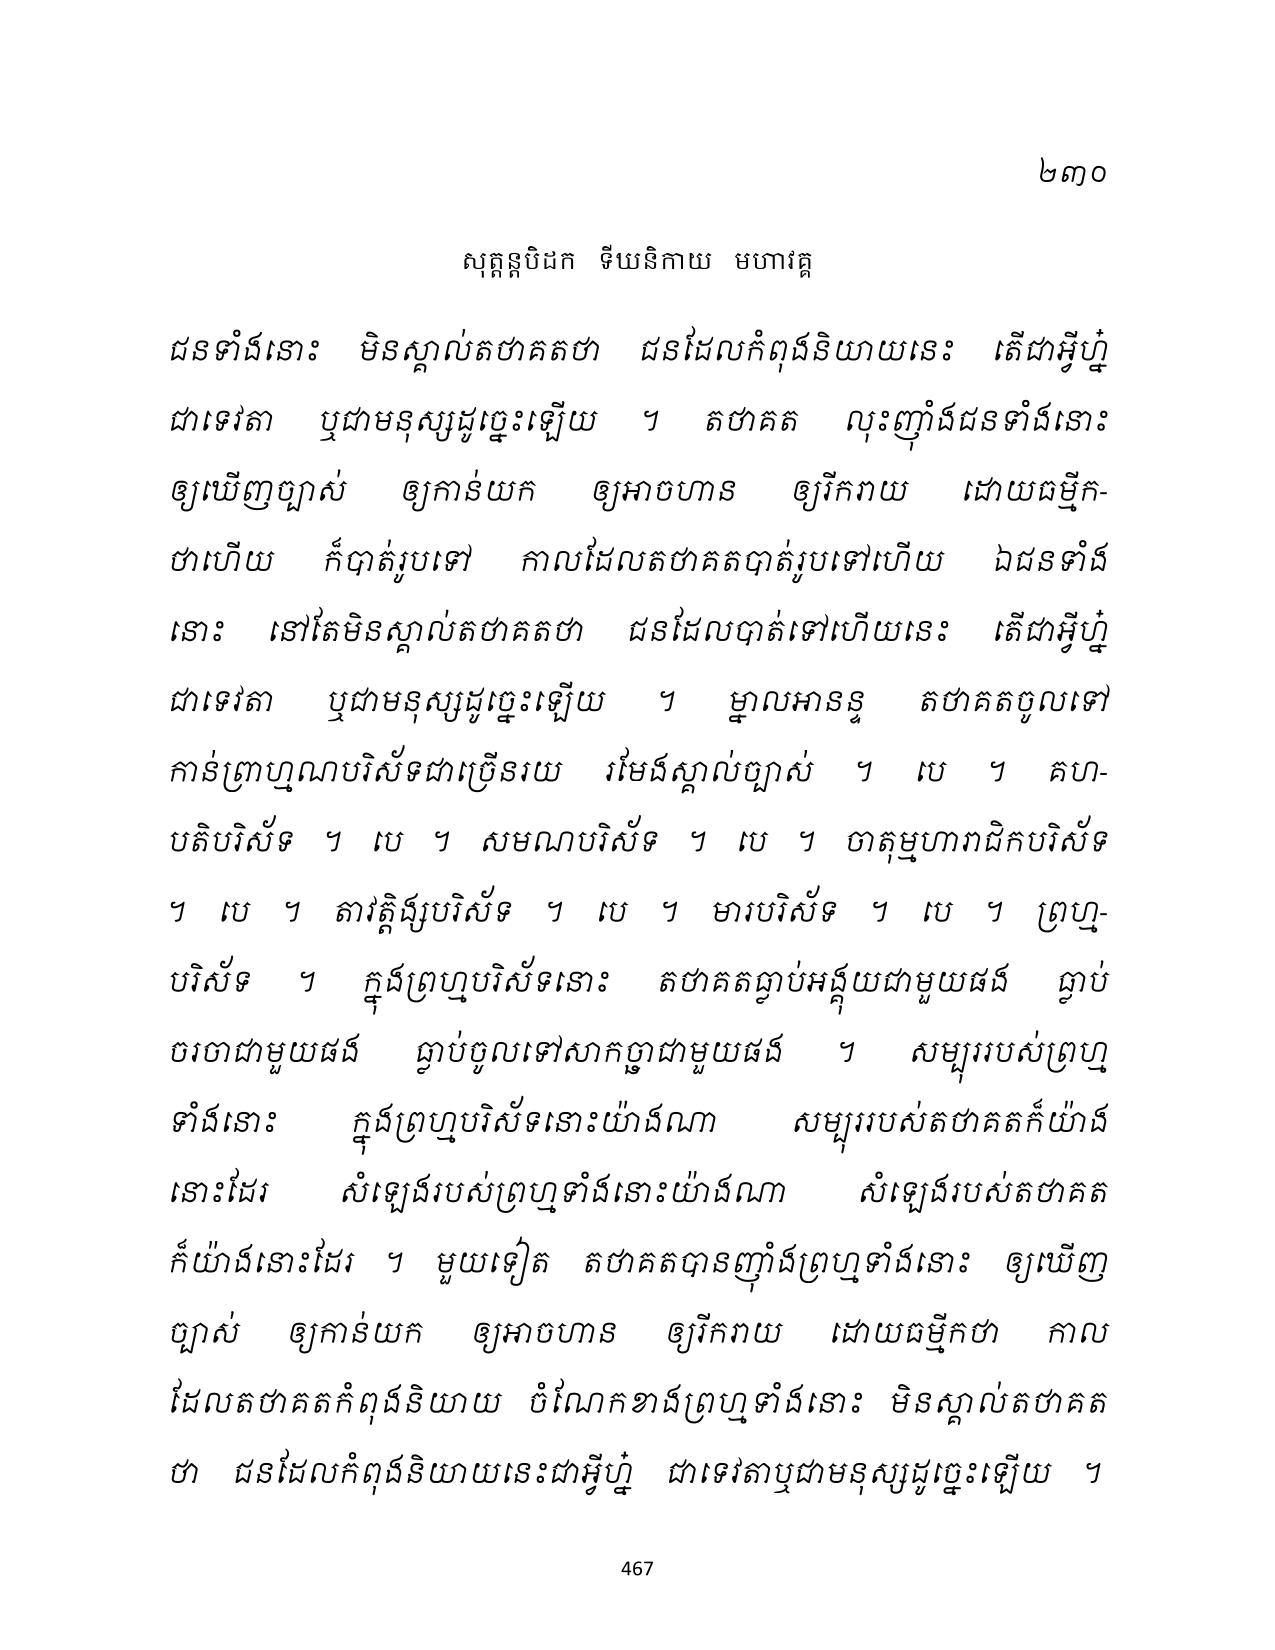 ២៣០
សុត្តន្តបិដក ទីឃនិកាយ មហាវគ្គ
ជនទាំងនោះ មិនស្គាល់តថាគតថា ជនដែលកំពុងនិយាយនេះ តើជាអ្វីហ្ន៎
ជាទេវតា ឬជាមនុស្សដូច្នេះឡើយ ។ តថាគត លុះញ៉ាំងជនទាំងនោះ
ឲ្យឃើញច្បាស់ ឲ្យកាន់យក ឲ្យអាចហាន ឲ្យរីករាយ ដោយធម្មីក-
ថាហើយ ក៏បាត់រូបទៅ កាលដែលតថាគតបាត់រូបទៅហើយ ឯជនទាំង
នោះ នៅតែមិនស្គាល់តថាគតថា ជនដែលបាត់ទៅហើយនេះ តើជាអ្វីហ្ន៎
ជាទេវតា ឬជាមនុស្សដូច្នេះឡើយ ។ ម្នាលអានន្ទ តថាគតចូលទៅ
កាន់ព្រាហ្មណបរិស័ទជាច្រើនរយ រមែងស្គាល់ច្បាស់ ។ បេ ។ គហ-
បតិបរិស័ទ ។ បេ ។ សមណបរិស័ទ ។ បេ ។ ចាតុម្មហារាជិកបរិស័ទ
។ បេ ។ តាវត្តិង្សបរិស័ទ ។ បេ ។ មារបរិស័ទ ។ បេ ។ ព្រហ្ម-
បរិស័ទ ។ ក្នុងព្រហ្មបរិស័ទនោះ តថាគតធ្លាប់អង្គុយជាមួយផង ធ្លាប់
ចរចាជាមួយផង ធ្លាប់ចូលទៅសាកច្ឆាជាមួយផង ។ សម្បុររបស់ព្រហ្ម
ទាំងនោះ ក្នុងព្រហ្មបរិស័ទនោះយ៉ាងណា សម្បុររបស់តថាគតក៏យ៉ាង
នោះដែរ សំឡេងរបស់ព្រហ្មទាំងនោះយ៉ាងណា សំឡេងរបស់តថាគត
ក៏យ៉ាងនោះដែរ ។ មួយទៀត តថាគតបានញ៉ាំងព្រហ្មទាំងនោះ ឲ្យឃើញ
ច្បាស់ ឲ្យកាន់យក ឲ្យអាចហាន ឲ្យរីករាយ ដោយធម្មីកថា កាល
ដែលតថាគតកំពុងនិយាយ ចំណែកខាងព្រហ្មទាំងនោះ មិនស្គាល់តថាគត
ថា ជនដែលកំពុងនិយាយនេះជាអ្វីហ្ន៎ ជាទេវតាឬជាមនុស្សដូច្នេះឡើយ ។
467